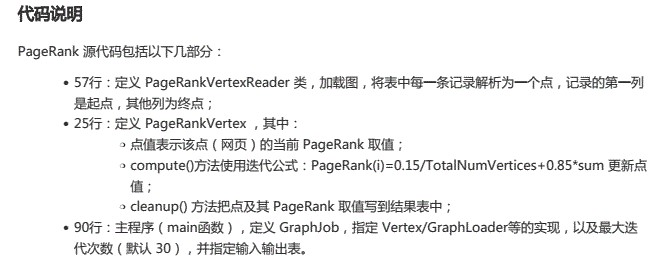 代码说明
PageRank 源代码包括以下几部分：
• 57行：定义 PageRankVertexReader 类，加载图，将表中每一条记录解析为一个点，记录的第一列
是起点，其他列为终点；
• 25行：定义 PageRankVertex ，其中：
◦ 点值表示该点（网页）的当前 PageRank 取值；
◦ compute()方法使用迭代公式：PageRank(i)=0.15/TotalNumVertices+0.85*sum 更新点
值；
◦ cleanup() 方法把点及其 PageRank 取值写到结果表中；
• 90行：主程序（main函数），定义 GraphJob，指定 Vertex/GraphLoader等的实现，以及最大迭
代次数（默认 30），并指定输入输出表。